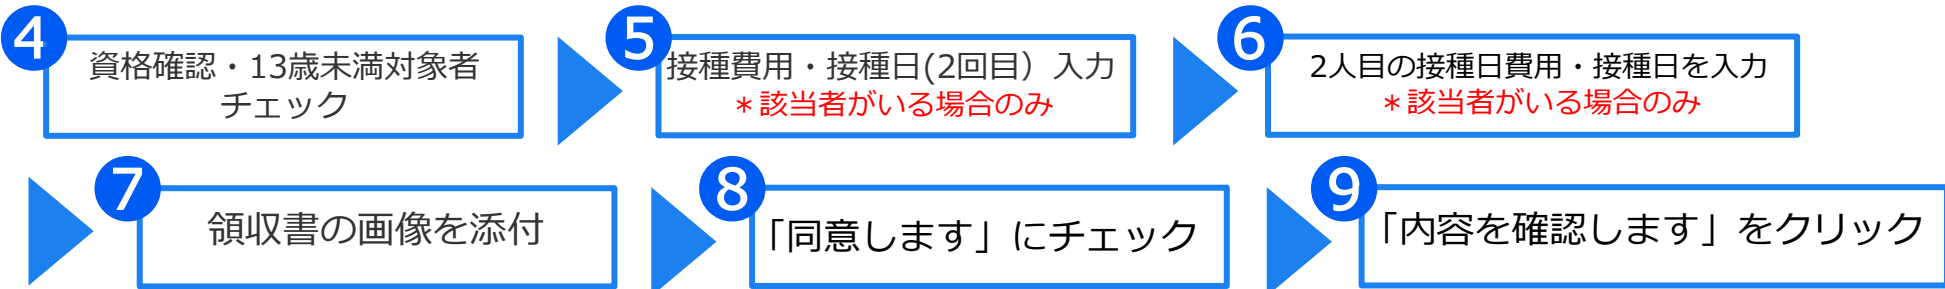 4
資格確認・13歳未満対象者
チェック
5
接種費用・接種日(2回目）入力
＊該当者がいる場合のみ
6
2人目の接種日費用・接種日を入力
＊該当者がいる場合のみ
7
領収書の画像を添付
8
「同意します」にチェック
9
「内容を確認します」をクリック